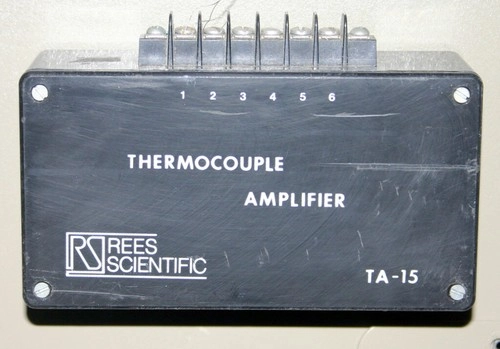 1 2 3 4 5 6
THERMOCOUPLE
AMPLIFIER
RS REES
SCIENTIFIC
TA-15